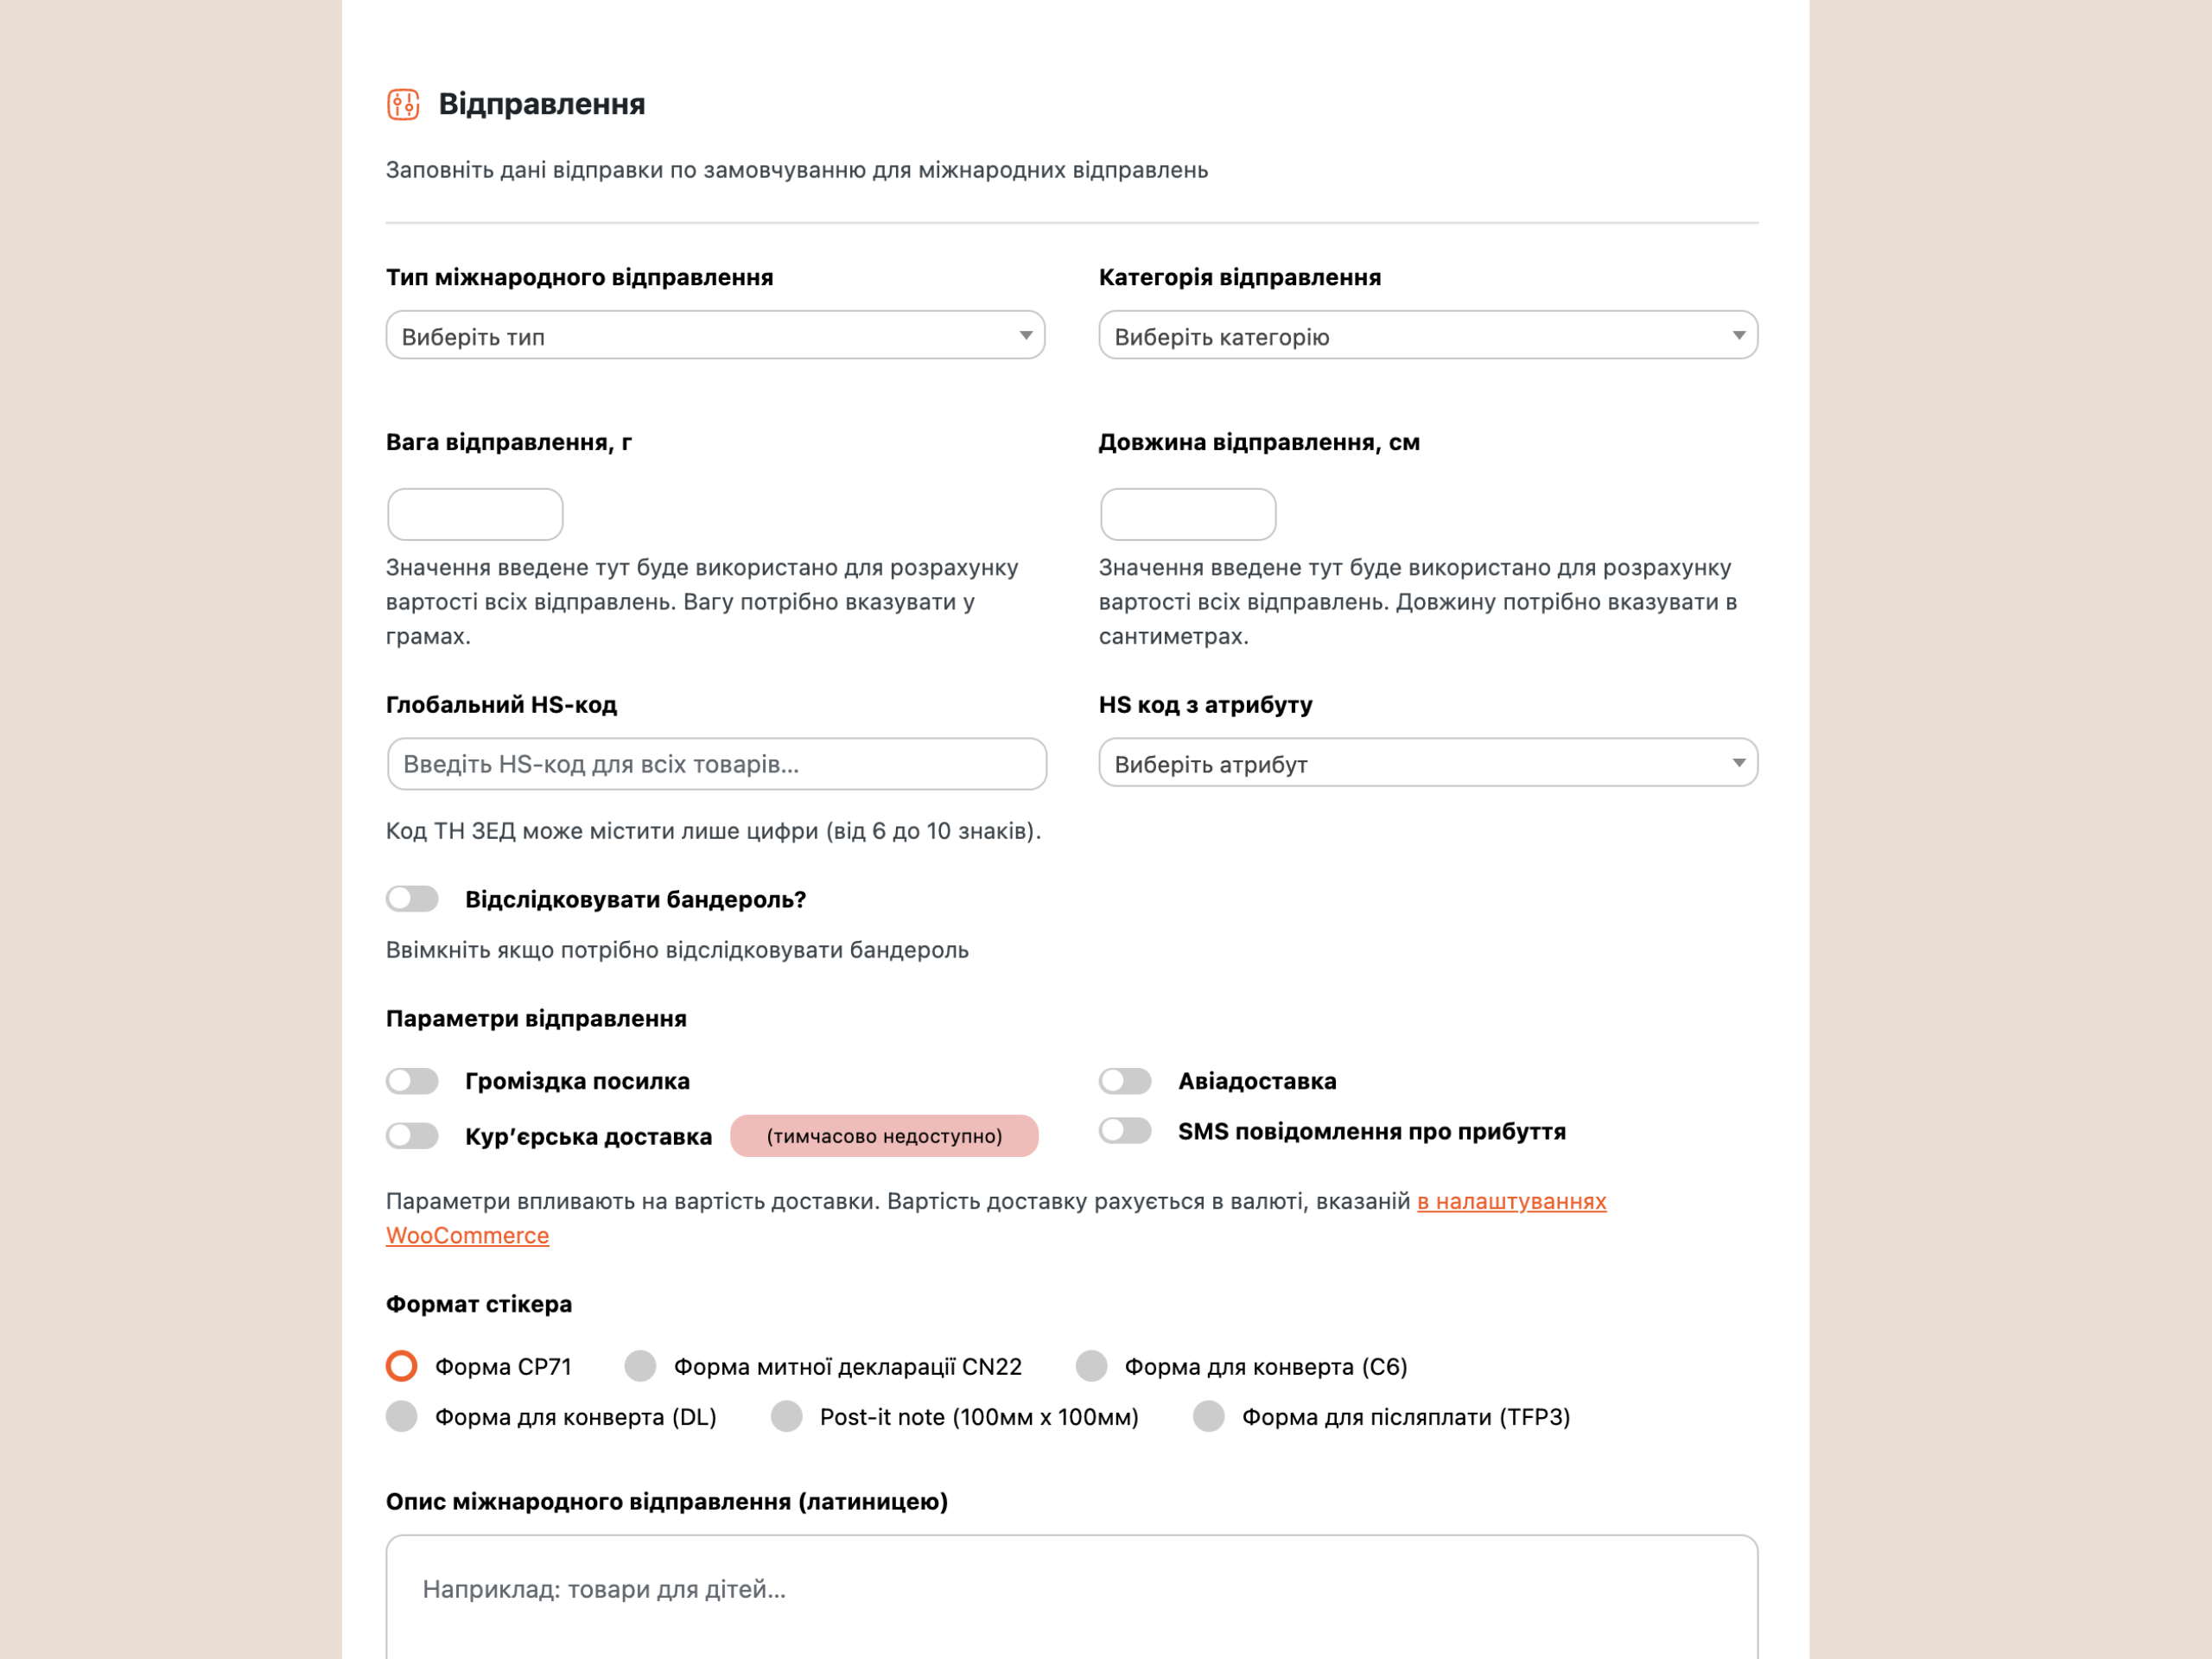 Відправлення
Заповніть дані відправки по замовчуванню для міжнародних відправлень
Тип міжнародного відправлення
Виберіть тип
Категорія відправлення
Виберіть категорію
Вага відправлення, г
Значення введене тут буде використано для розрахунку
вартості всіх відправлень. Вагу потрібно вказувати у
грамах.
Довжина відправлення, см
Значення введене тут буде використано для розрахунку
вартості всіх відправлень. Довжину потрібно вказувати в
сантиметрах.
Глобальний HS-код
Введіть HS-код для всіх товарів...
Код ТН ЗЕД може містити лише цифри (від 6 до 10 знаків).
HS код з атрибуту
Виберіть атрибут
Відслідковувати бандероль?
Ввімкніть якщо потрібно відслідковувати бандероль
Параметри відправлення
Громіздка посилка
Авіадоставка
Кур’єрська доставка (тимчасово недоступно)
SMS повідомлення про прибуття
Параметри впливають на вартість доставки. Вартість доставку рахується в валюті, вказаній в налаштуваннях
WooCommerce
Формат стікера
Форма CP71 Форма митної декларації CN22 Форма для конверта (C6)
Форма для конверта (DL) Post-it note (100мм x 100мм) Форма для післяплати (TFP3)
Опис міжнародного відправлення (латиницею)
Наприклад: товари для дітей...